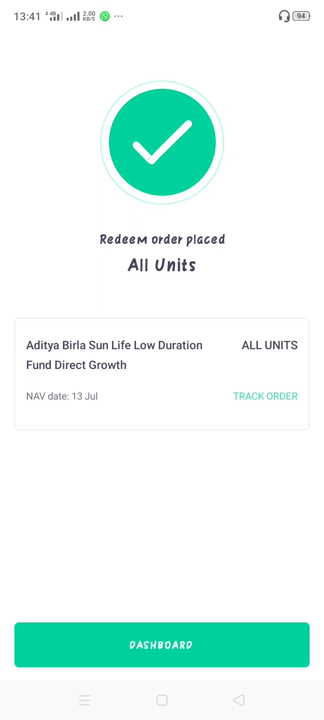 13:41 4G 2.00 KB/S ... 94
Redeem order placed
All Units
Aditya Birla Sun Life Low Duration ALL UNITS
Fund Direct Growth
NAV date: 13 Jul TRACK ORDER
DASHBOARD